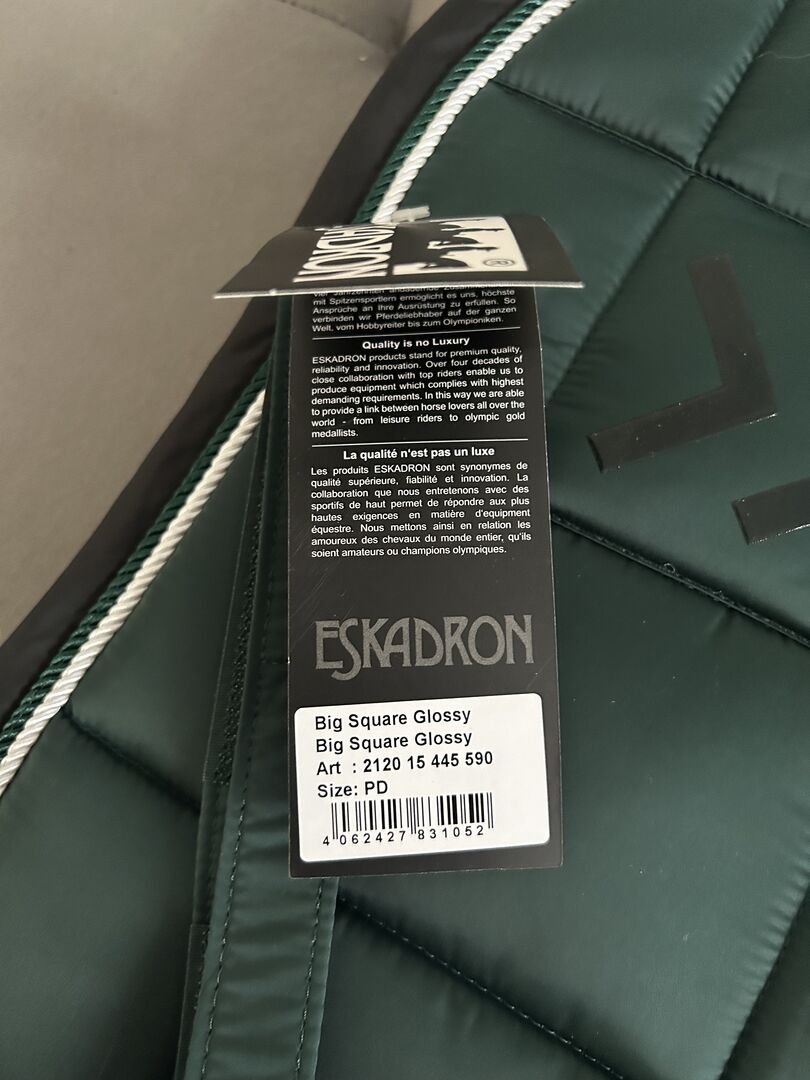 Vier Jahrzehnten andauernde
mit Spitzensportlern ermöglicht es uns, höchste
Ansprüche an Ihre Ausrüstung zu erfüllen. So
verbinden wir Pferdeliebhaber auf der ganzen
Welt, vom Hobbyreiter bis zum Olympioniken.
Quality is no Luxury
ESKADRON products stand for premium quality,
reliability and innovation. Over four decades of
close collaboration with top riders enable us to
produce equipment which complies with highest
demanding requirements. In this way we are able
to provide a link between horse lovers all over the
world - from leisure riders to olympic gold
medallists.
La qualité n'est pas un luxe
Les produits ESKADRON sont synonymes de
qualité supérieure, fiabilité et innovation. La
collaboration que nous entretenons avec des
sportifs de haut permet de répondre aux plus
hautes exigences en matière d'equipment
équestre. Nous mettons ainsi en relation les
amoureux des chevaux du monde entier, qu'ils
soient amateurs ou champions olympiques.
ESKADRON
Big Square Glossy
Big Square Glossy
Art : 2120 15 445 590
Size: PD
4 062427 831052